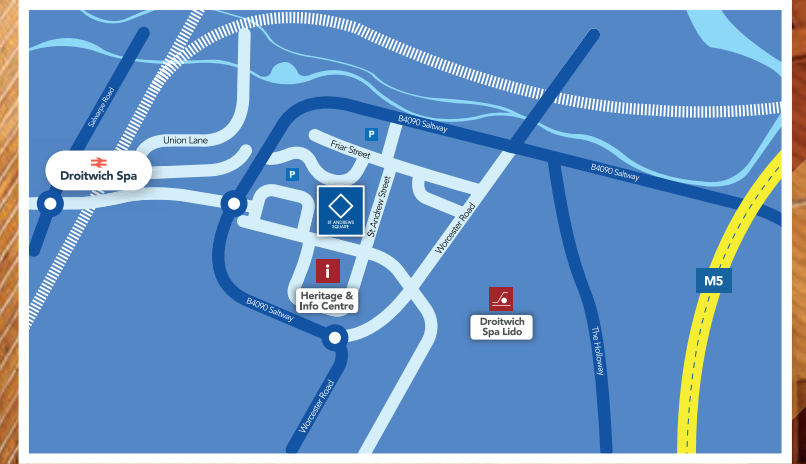 Salwarpe Road
Union Lane
Droitwich Spa
P
Friar Street
B4090 Saltway
B4090 Saltway
P
ST ANDREWS
SQUARE
St Andrew Street
Worcester Road
i
Heritage &
Info Centre
B4090 Saltway
Droitwich
Spa Lido
M5
The Holloway
Worcester Road